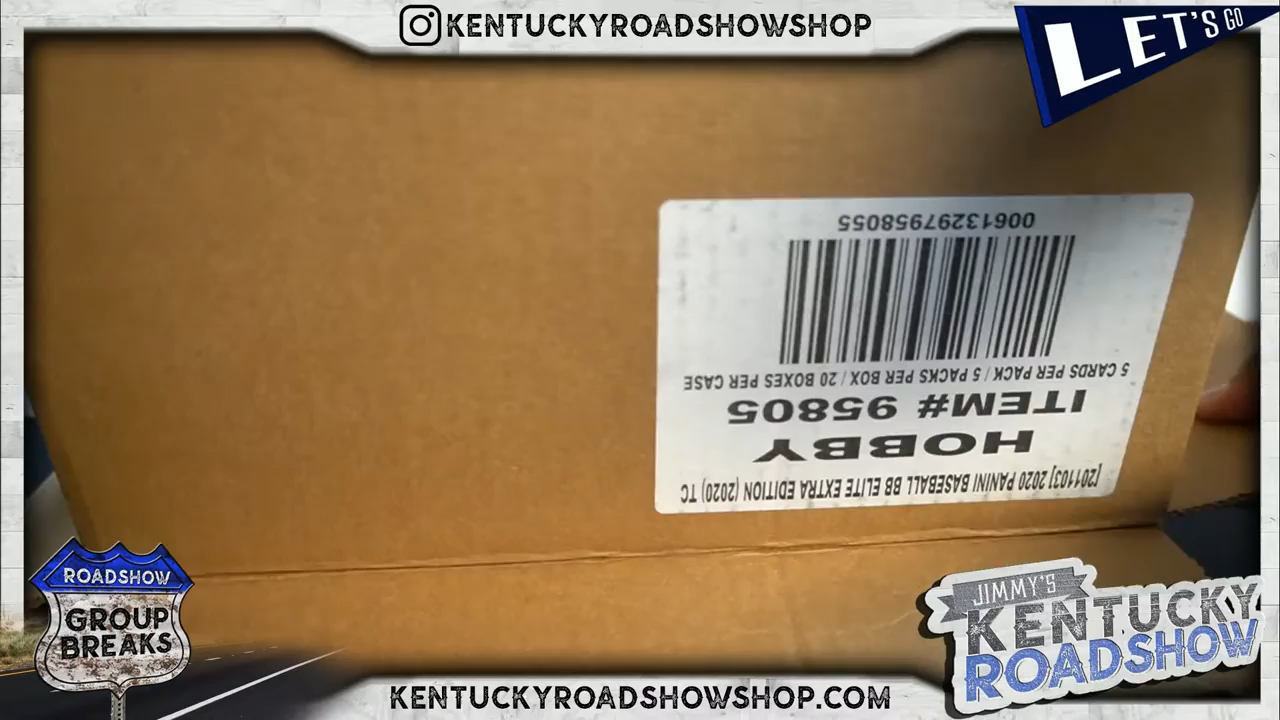 KENTUCKYROADSHOWSHOP
LET'S GO
[201103] 2020 PANINI BASEBALL BB ELITE EXTRA EDITION (2020) TC
HOBBY
ITEM# 95805
5 CARDS PER PACK / 5 PACKS PER BOX / 20 BOXES PER CASE
00613297958055
ROADSHOW
GROUP
BREAKS
JIMMY'S
KENTUCKY
ROADSHOW
KENTUCKYROADSHOWSHOP.COM